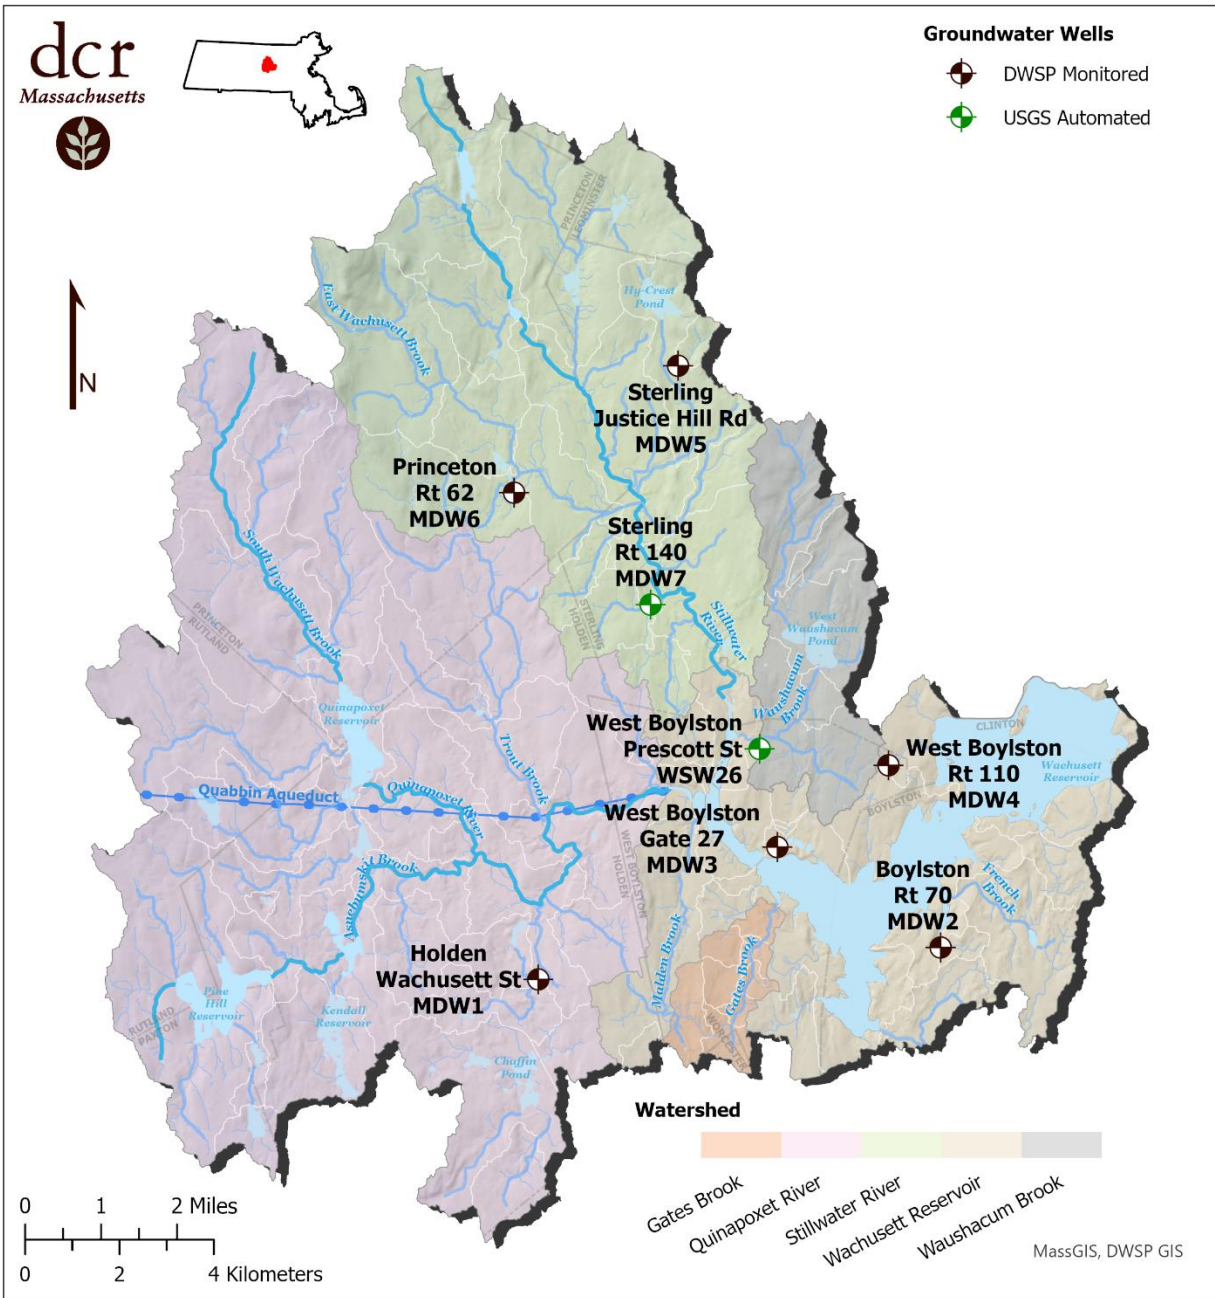 dcr
Massachusetts
Groundwater Wells
DWSP Monitored
USGS Automated
N
PRINCETON
LEOMINSTER
Hy-Crest
Pond
East Wachusett Brook
Sterling
Justice Hill Rd
MDW5
Princeton
Rt 62
MDW6
Sterling
Rt 140
MDW7
South Wachusett Brook
PRINCETON
RUTLAND
STERLING
HOLDEN
Stillwater
River
West
Waushacum
Pond
Waushacum
Brook
Quinapoxet
Reservoir
West Boylston
Prescott St
WSW26
CLINTON
West Boylston
Rt 110
MDW4
Wachusett
Reservoir
BOYLSTON
Trout Brook
Quabbin Aqueduct
Quinapoxet River
West Boylston
Gate 27
MDW3
WEST BOYLSTON
HOLDEN
Asnebumskit Brook
Boylston
Rt 70
MDW2
French
Brook
Holden
Wachusett St
MDW1
Malden Brook
Gates Brook
Pine
Hill
Reservoir
Kendall
Reservoir
RUTLAND
PAXTON
WORCESTER
Chaffin
Pond
Watershed
Gates Brook
Quinapoxet River
Stillwater River
Wachusett Reservoir
Waushacum Brook
0 1 2 Miles
0 2 4 Kilometers
MassGIS, DWSP GIS